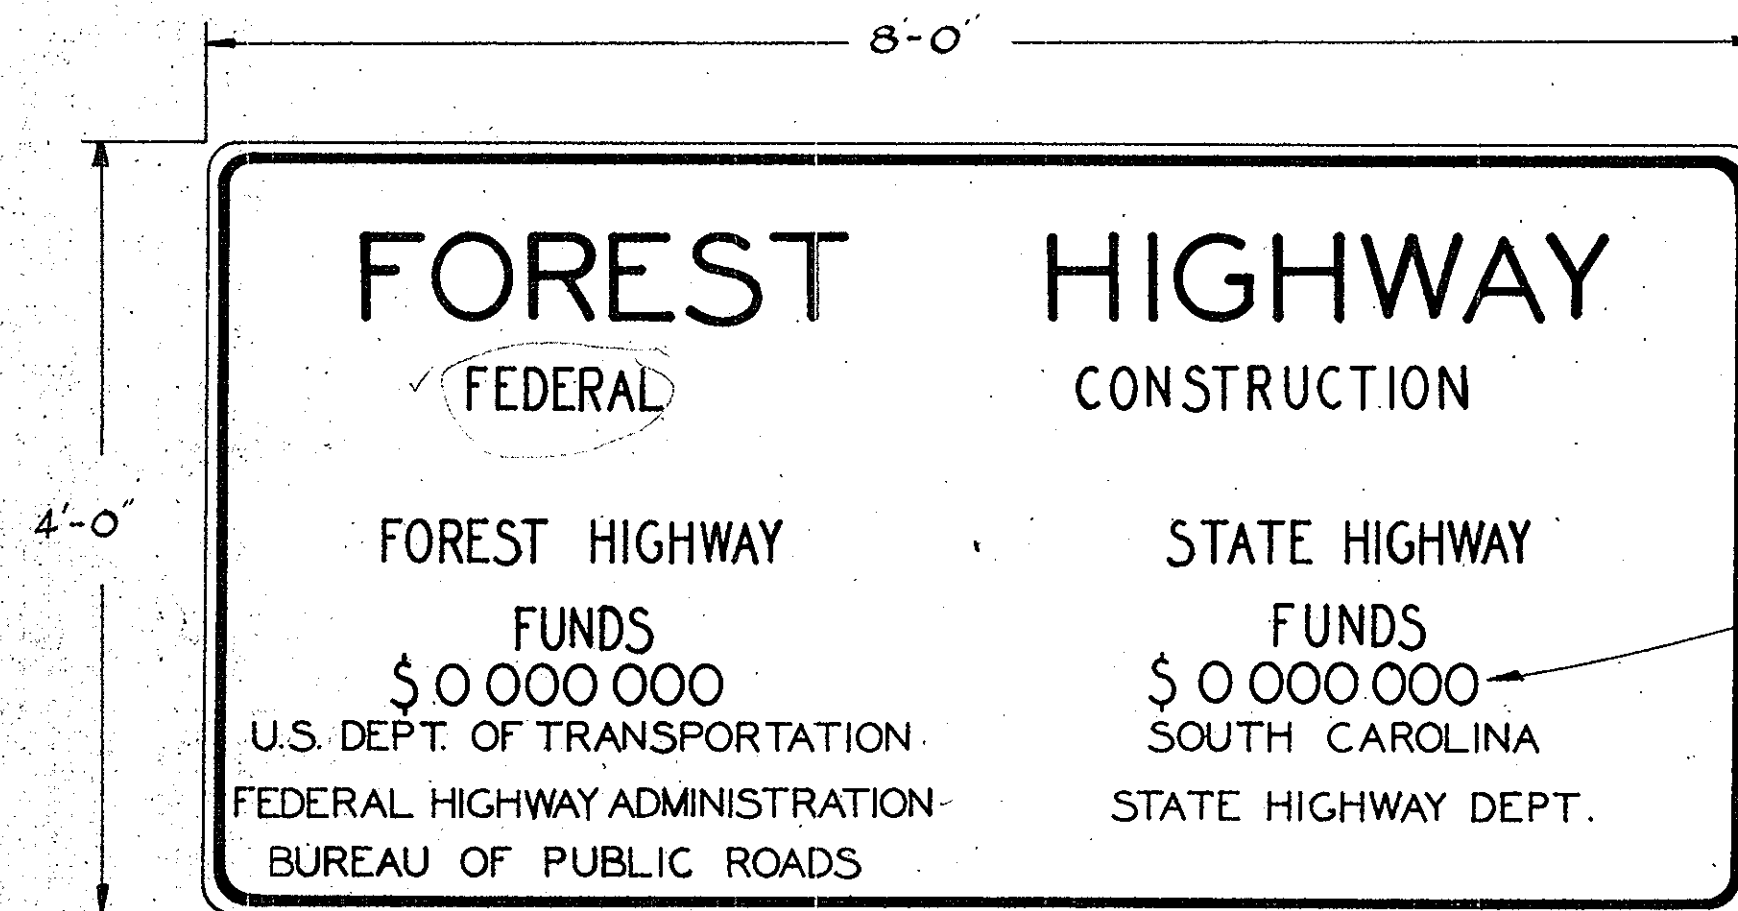 8'-0"
FOREST HIGHWAY
FEDERAL CONSTRUCTION
4'-0"
FOREST HIGHWAY STATE HIGHWAY
FUNDS FUNDS
$ 0 000 000 $ 0 000 000
U.S. DEPT. OF TRANSPORTATION SOUTH CAROLINA
FEDERAL HIGHWAY ADMINISTRATION STATE HIGHWAY DEPT.
BUREAU OF PUBLIC ROADS